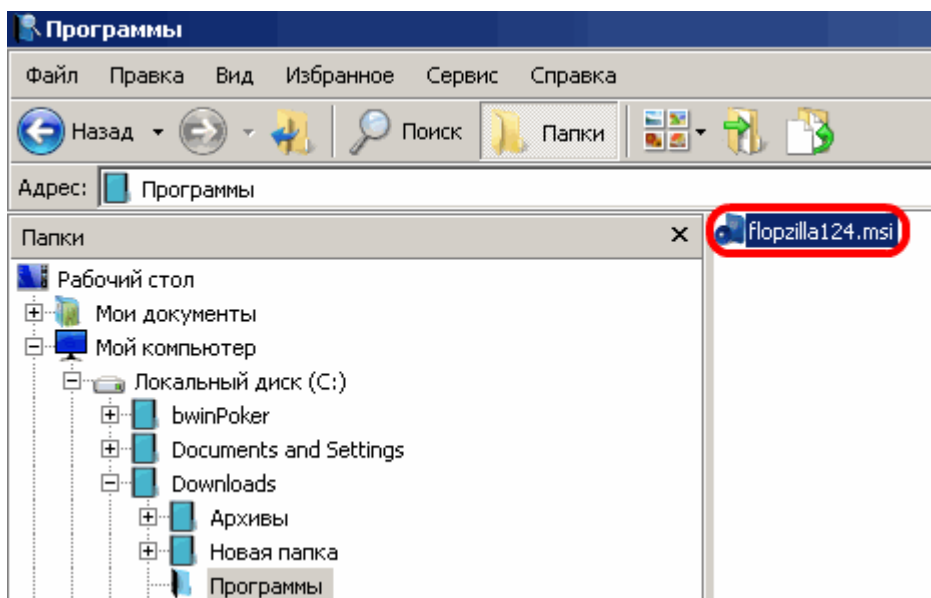 Программы
Файл Правка Вид Избранное Сервис Справка
Назад Поиск Папки
Адрес: Программы
Папки
flopzilla124.msi
Рабочий стол
Мои документы
Мой компьютер
Локальный диск (C:)
bwinPoker
Documents and Settings
Downloads
Архивы
Новая папка
Программы